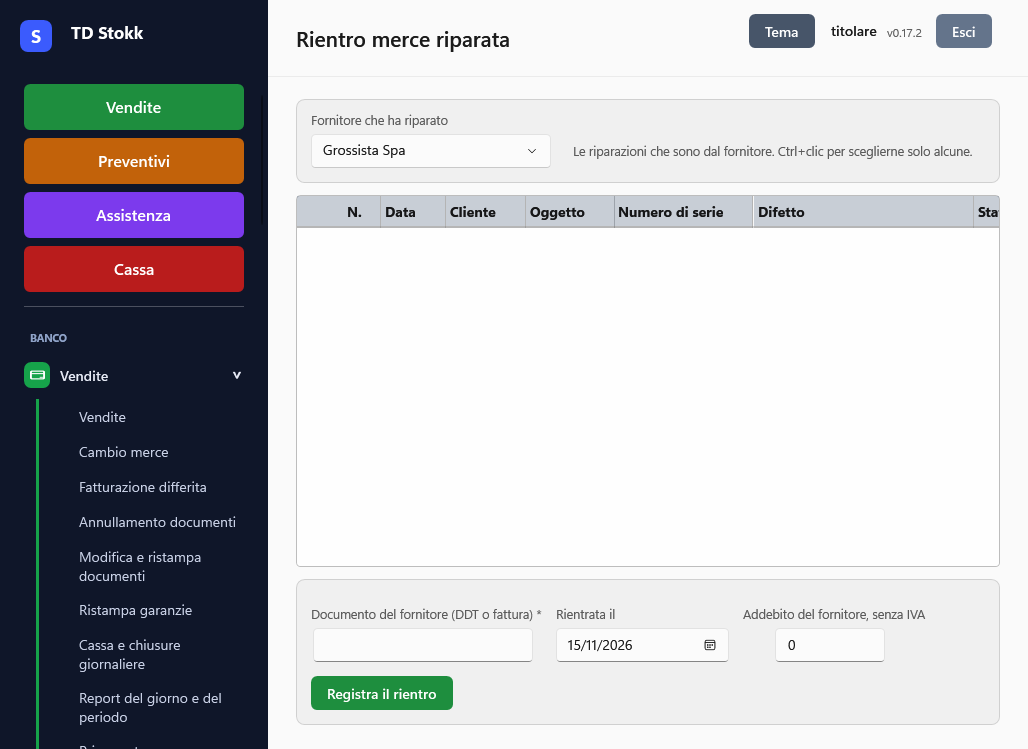 S
TD Stokk
Vendite
Preventivi
Assistenza
Cassa
BANCO
Vendite
Vendite
Cambio merce
Fatturazione differita
Annullamento documenti
Modifica e ristampa
documenti
Ristampa garanzie
Cassa e chiusure
giornaliere
Report del giorno e del
periodo
Rientro merce riparata
Tema
titolare
v0.17.2
Esci
Fornitore che ha riparato
Grossista Spa
Le riparazioni che sono dal fornitore. Ctrl+clic per sceglierne solo alcune.
N. Data Cliente Oggetto Numero di serie Difetto
Documento del fornitore (DDT o fattura) * Rientrata il Addebito del fornitore, senza IVA
15/11/2026 0
Registra il rientro